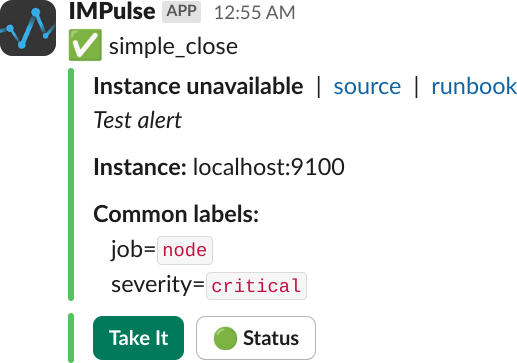 IMPulse APP 12:55 AM
✅ simple_close
Instance unavailable | source | runbook
Test alert
Instance: localhost:9100
Common labels:
job=node
severity=critical
Take It 🟢 Status